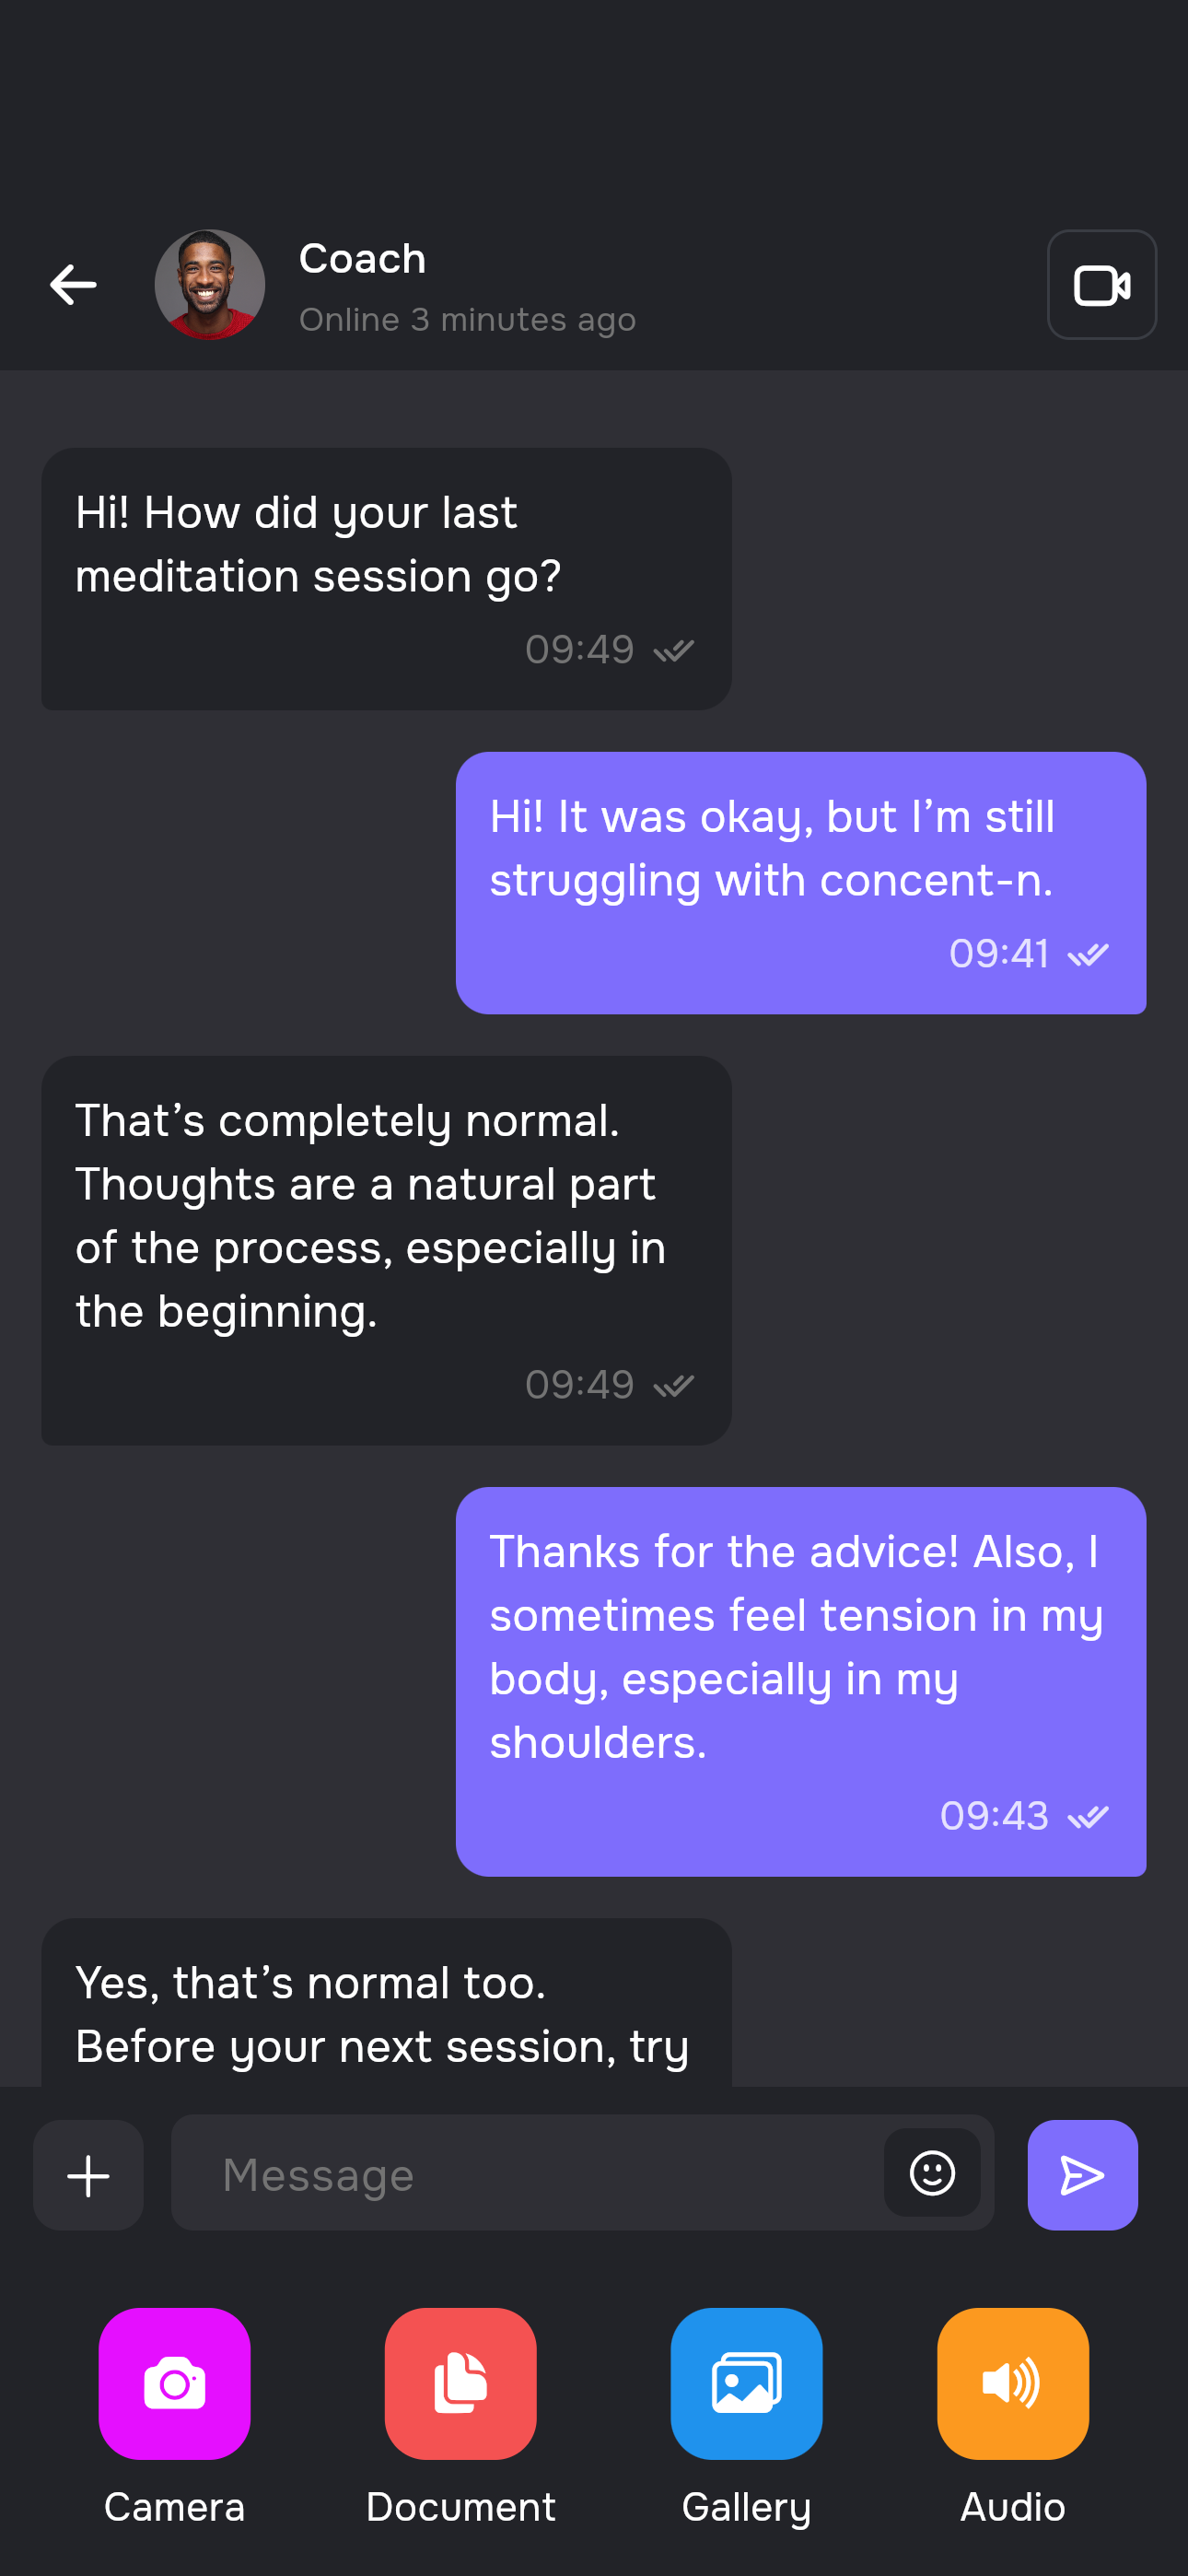 Coach
Online 3 minutes ago
Hi! How did your last
meditation session go?
09:49
Hi! It was okay, but I’m still
struggling with concent-n.
09:41
That’s completely normal.
Thoughts are a natural part
of the process, especially in
the beginning.
09:49
Thanks for the advice! Also, I
sometimes feel tension in my
body, especially in my
shoulders.
09:43
Yes, that’s normal too.
Before your next session, try
Message
Camera
Document
Gallery
Audio